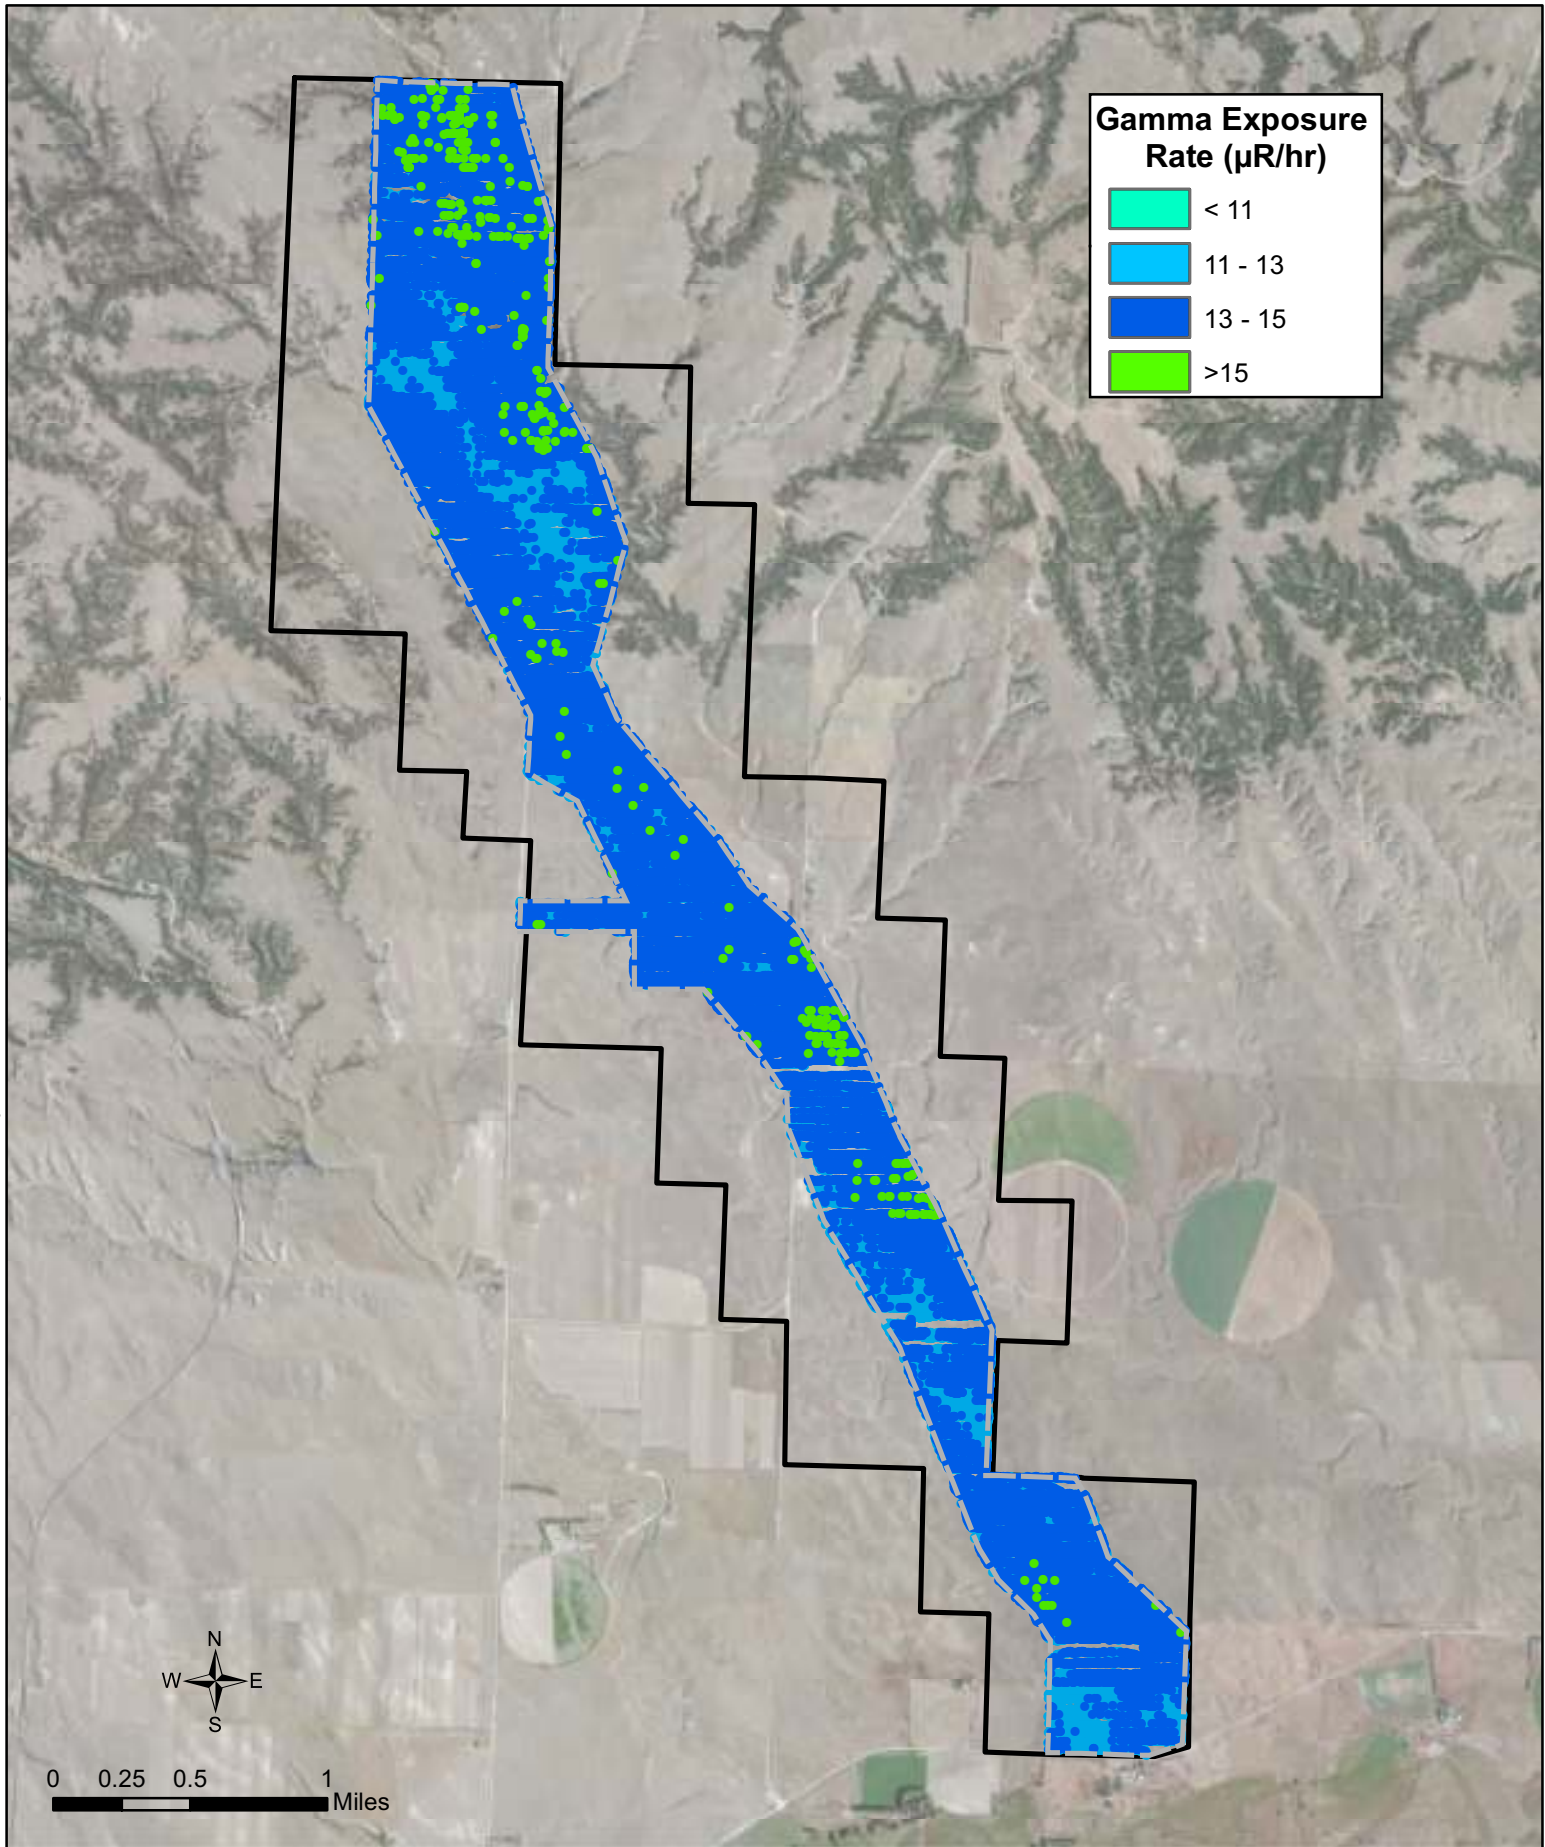 Gamma Exposure
Rate (µR/hr)
< 11
11 - 13
13 - 15
>15
N
W E
S
0 0.25 0.5 1
Miles